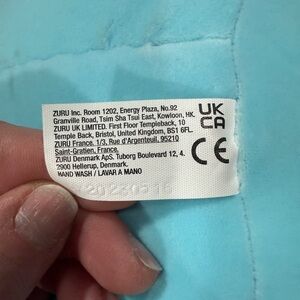 ZURU Inc. Room 1202, Energy Plaza, No.92
Granville Road, Tsim Sha Tsui East, Kowloon, HK.
ZURU UK LIMITED. First Floor Templeback, 10
Temple Back, Bristol, United Kingdom, BS1 6FL.
ZURU France. 1/3, Rue d'Argenteuil, 95210
Saint-Gratien. France.
ZURU Denmark ApS. Tuborg Boulevard 12, 4.
2900 Hellerup, Denmark.
HAND WASH / LAVAR A MANO
UK
CA
CE
20230516